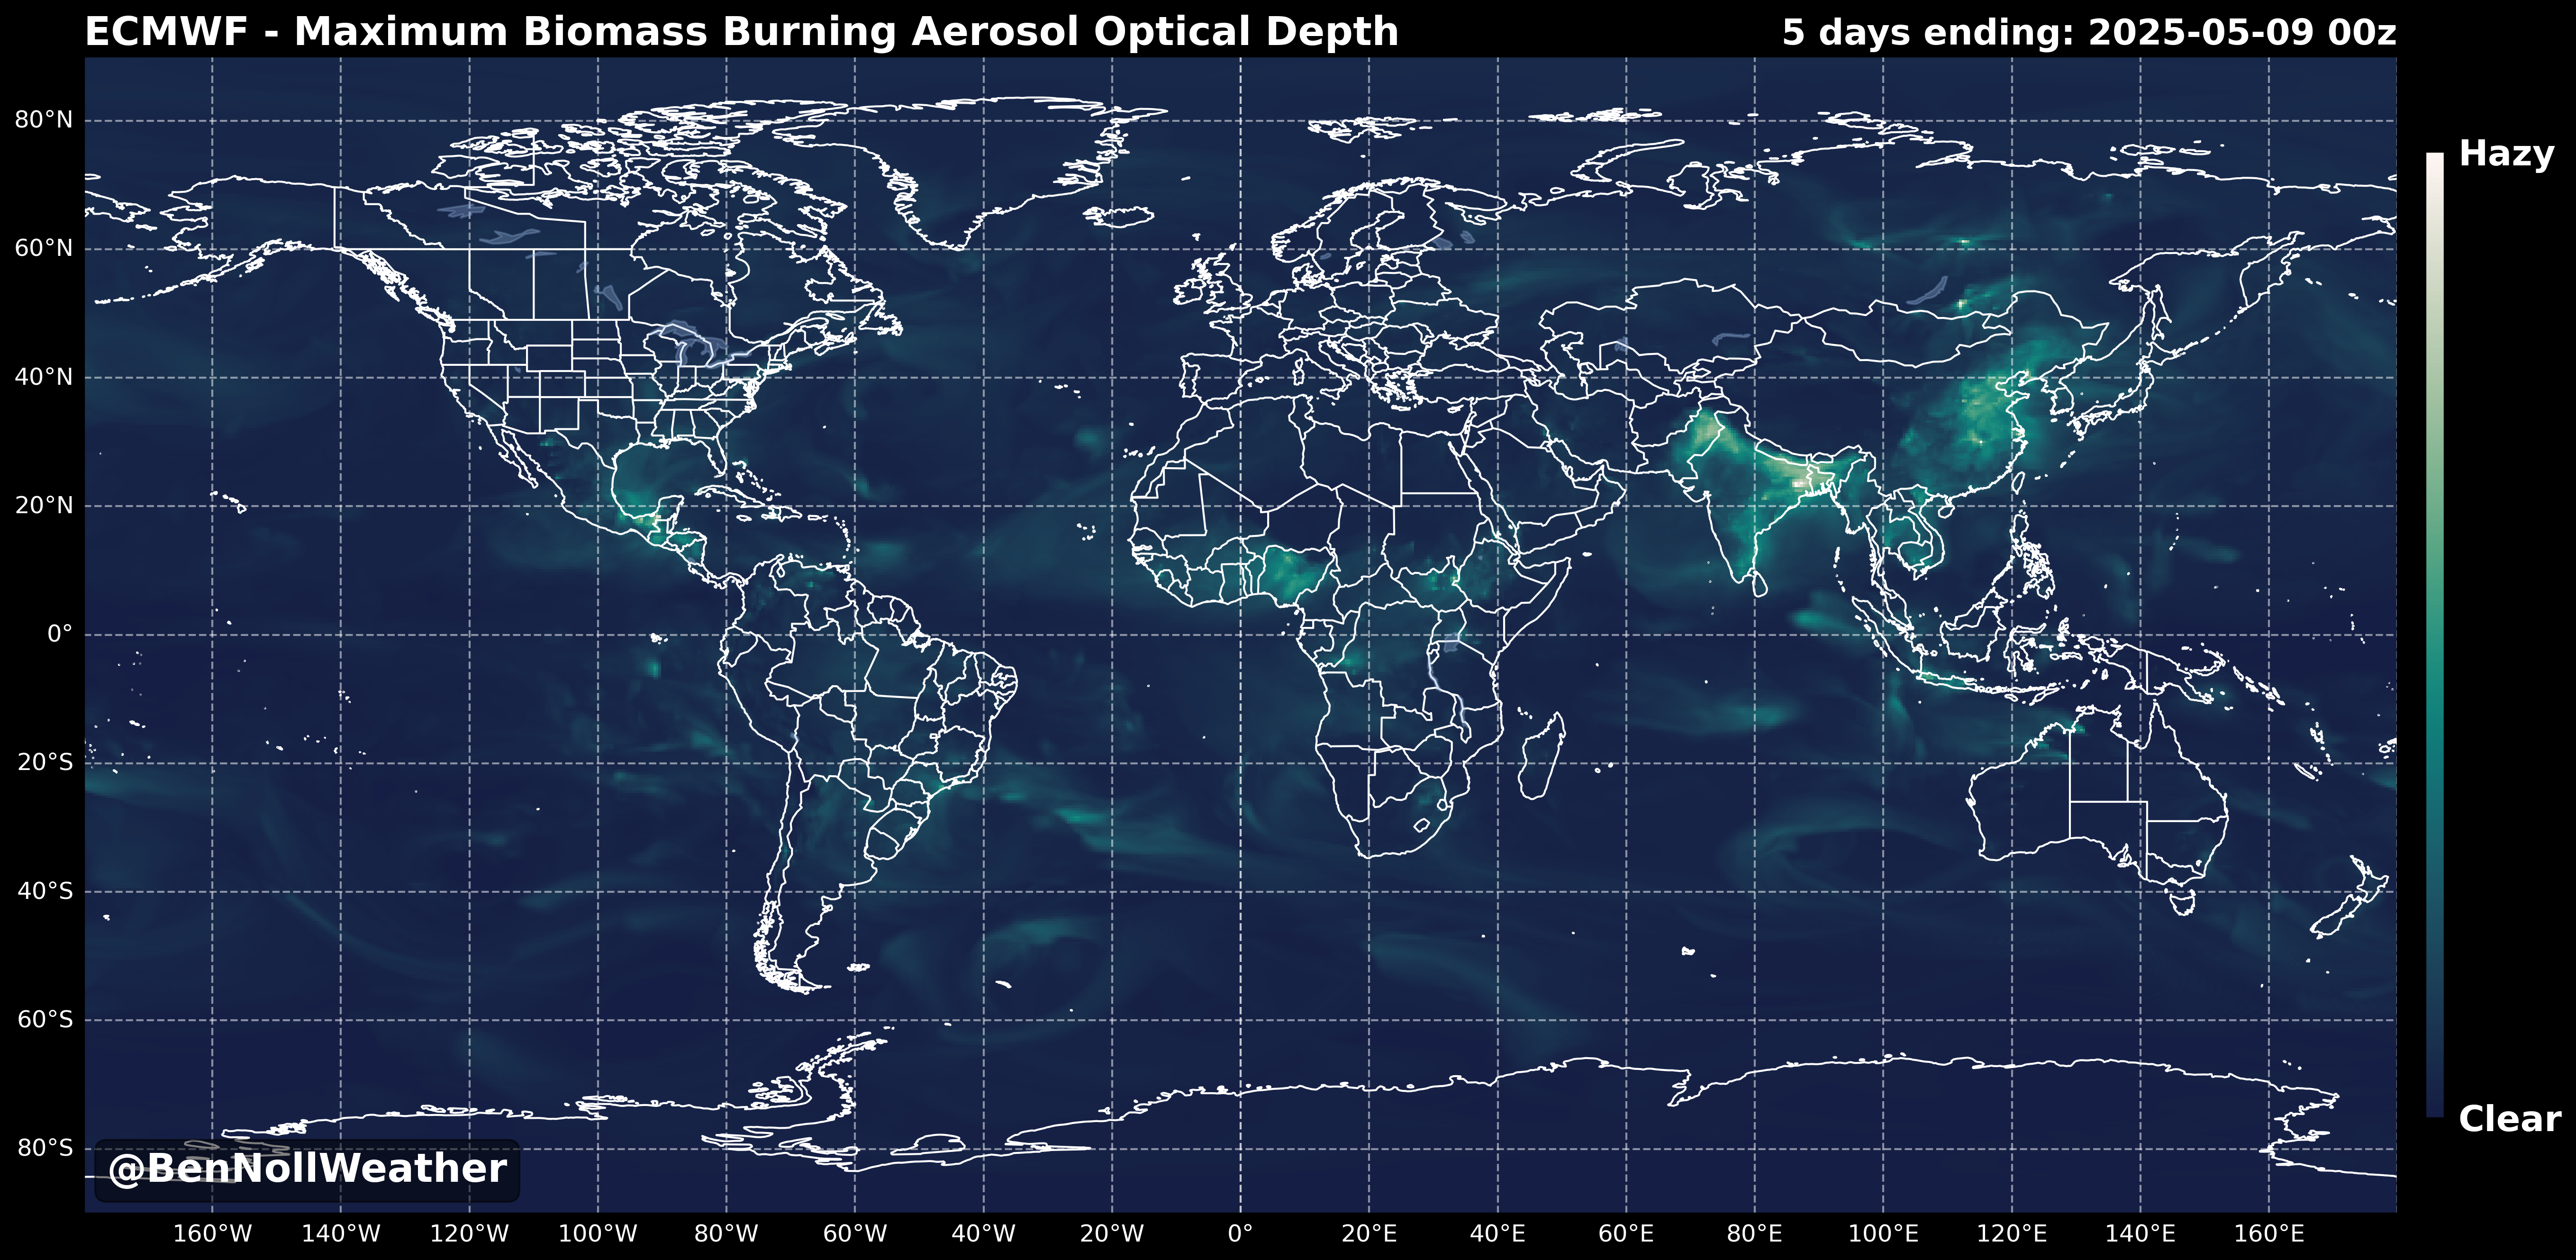 ECMWF - Maximum Biomass Burning Aerosol Optical Depth
5 days ending: 2025-05-09 00z
80°N
60°N
40°N
20°N
0°
20°S
40°S
60°S
80°S
Hazy
Clear
@BenNollWeather
160°W 140°W 120°W 100°W 80°W 60°W 40°W 20°W 0° 20°E 40°E 60°E 80°E 100°E 120°E 140°E 160°E